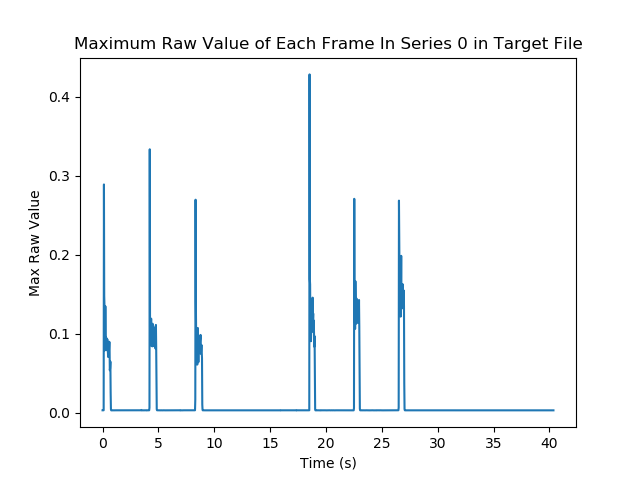 Maximum Raw Value of Each Frame In Series 0 in Target File
0.4
0.3
0.2
0.1
0.0
Max Raw Value
0 5 10 15 20 25 30 35 40
Time (s)